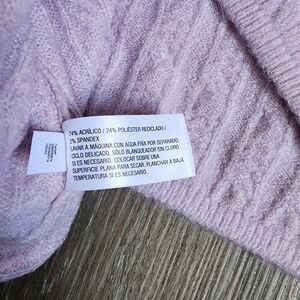 74% ACRÍLICO / 24% POLIÉSTER RECICLADO /
2% SPANDEX
LAVAR A MÁQUINA CON AGUA FRÍA POR SEPARADO.
CICLO DELICADO. SÓLO BLANQUEADOR SIN CLORO
SI ES NECESARIO. COLOCAR SOBRE UNA
SUPERFICIE PLANA PARA SECAR. PLANCHAR A BAJA
TEMPERATURA SI ES NECESARIO.